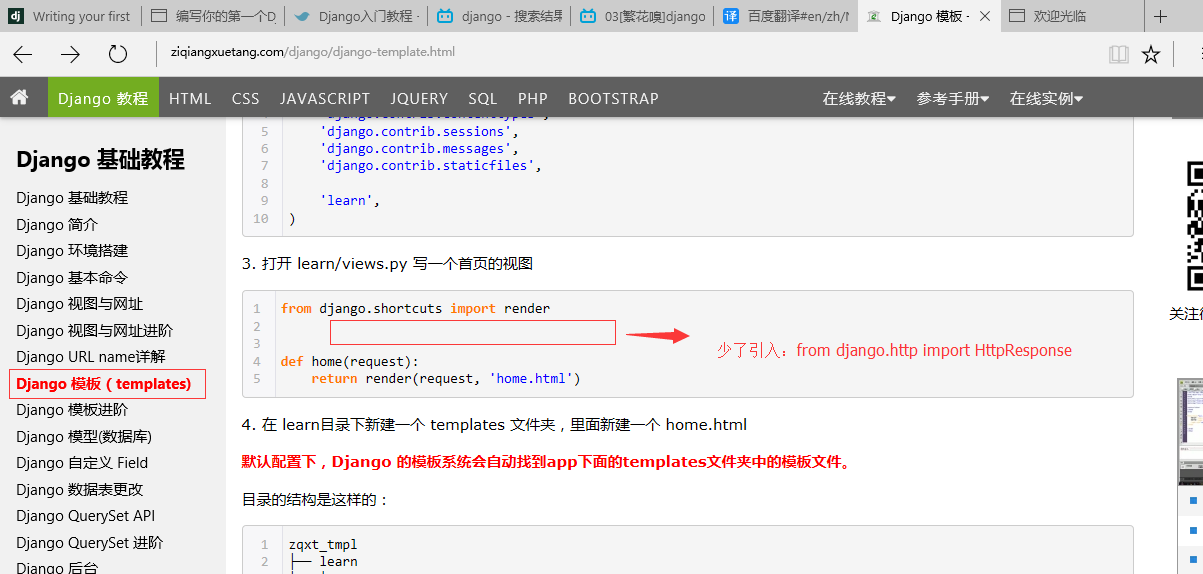 Writing your first
编写你的第一个D
Django入门教程 -
django - 搜索结果
03[繁花嗅]django
百度翻译#en/zh/
Django 模板 -
欢迎光临
ziqiangxuetang.com/django/django-template.html
Django 教程 HTML CSS JAVASCRIPT JQUERY SQL PHP BOOTSTRAP 在线教程 参考手册 在线实例
Django 基础教程
Django 基础教程
Django 简介
Django 环境搭建
Django 基本命令
Django 视图与网址
Django 视图与网址进阶
Django URL name详解
Django 模板 ( templates)
Django 模板进阶
Django 模型(数据库)
Django 自定义 Field
Django 数据表更改
Django QuerySet API
Django QuerySet 进阶
Django 后台
5 'django.contrib.sessions',
6 'django.contrib.messages',
7 'django.contrib.staticfiles',
8
9 'learn',
10 )
3. 打开 learn/views.py 写一个首页的视图
1 from django.shortcuts import render
2
3
4 def home(request):
5 return render(request, 'home.html')
少了引入：from django.http import HttpResponse
4. 在 learn目录下新建一个 templates 文件夹，里面新建一个 home.html
默认配置下，Django 的模板系统会自动找到app下面的templates文件夹中的模板文件。
目录的结构是这样的：
1 zqxt_tmpl
2 ├── learn
关注